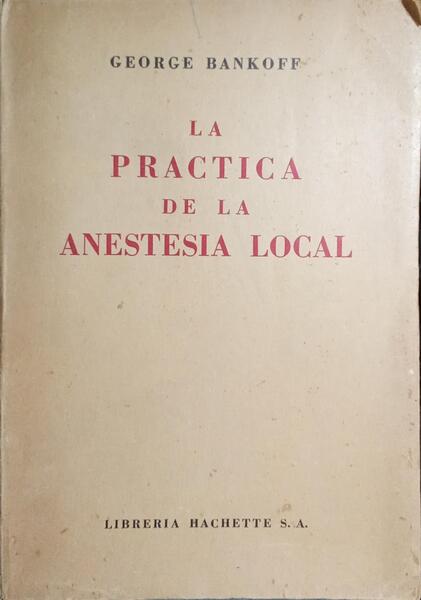 GEORGE BANKOFF
LA
PRACTICA
DE LA
ANESTESIA LOCAL
LIBRERIA HACHETTE S. A.